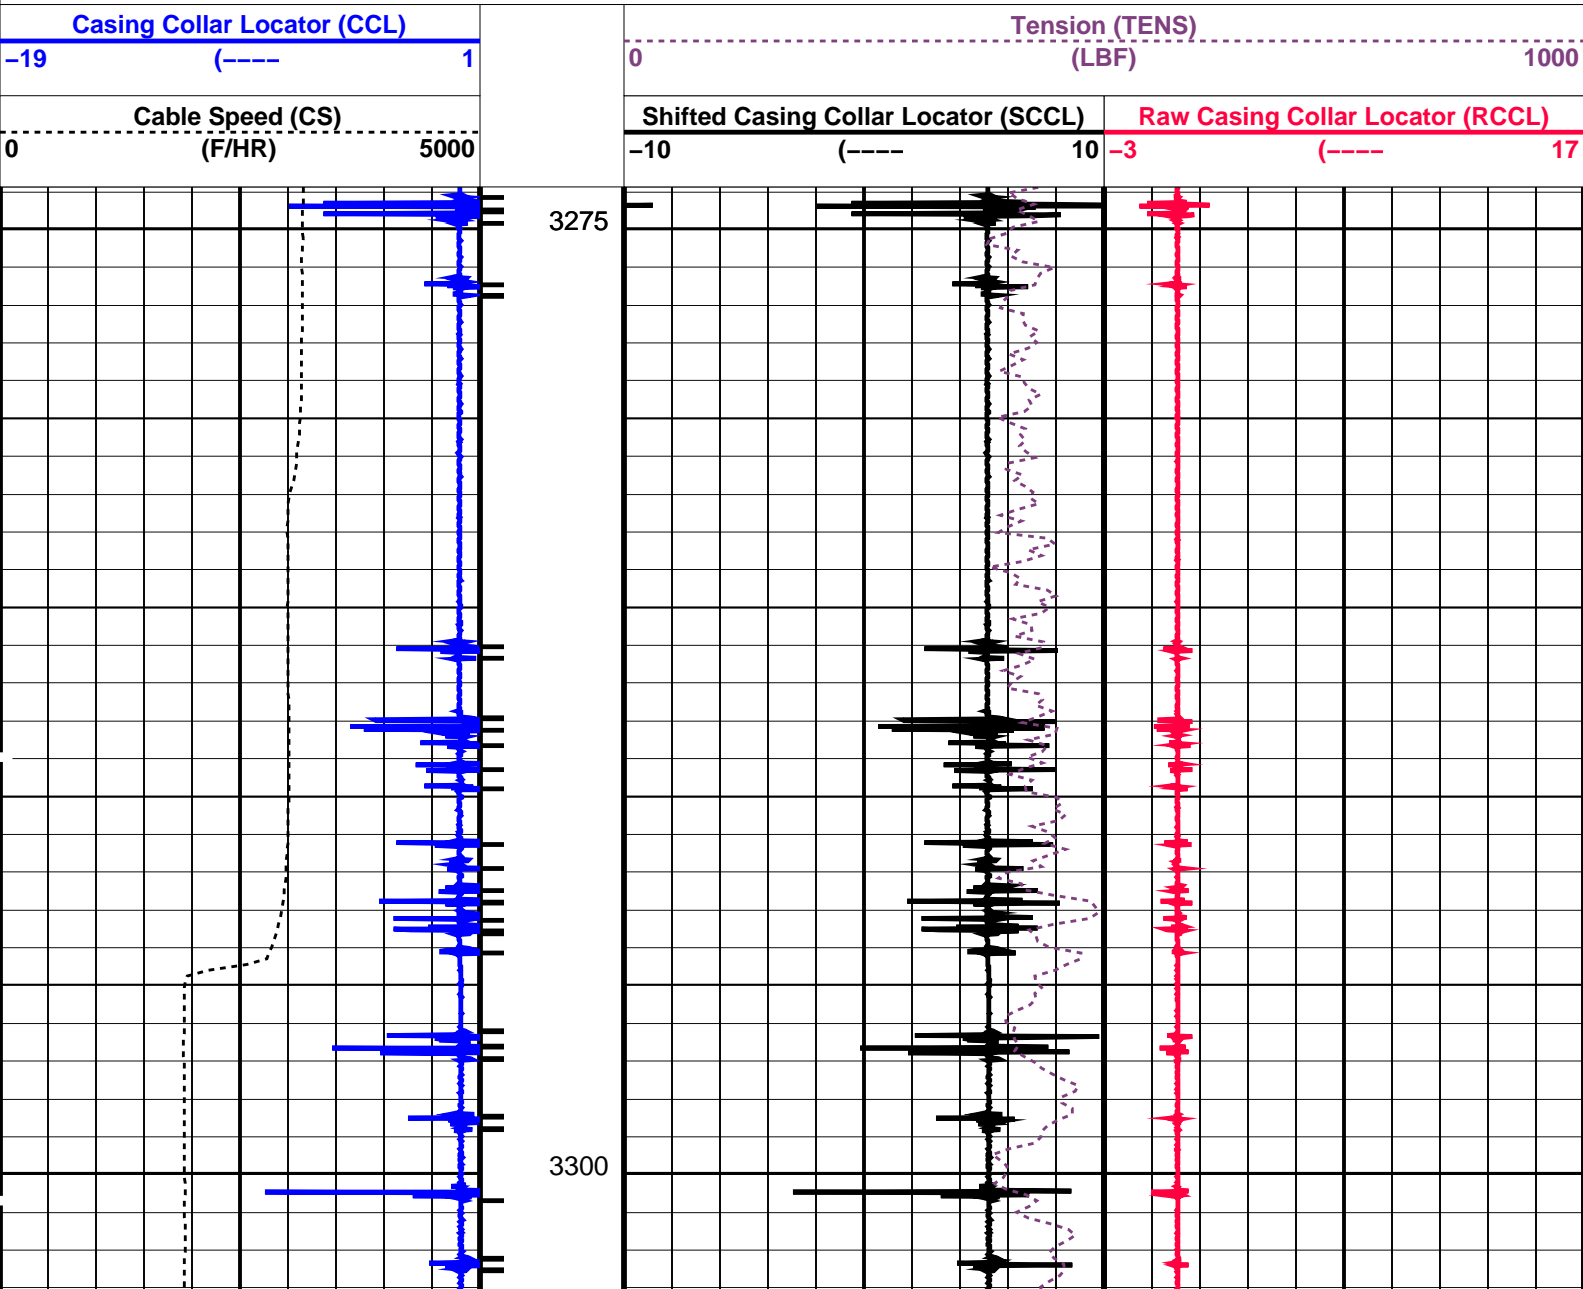 Casing Collar Locator (CCL)
−19 (−−−− 1
Cable Speed (CS)
0 (F/HR) 5000
Tension (TENS)
0 (LBF) 1000
Shifted Casing Collar Locator (SCCL)
−10 (−−−− 10
Raw Casing Collar Locator (RCCL)
−3 (−−−− 17
3275
3300